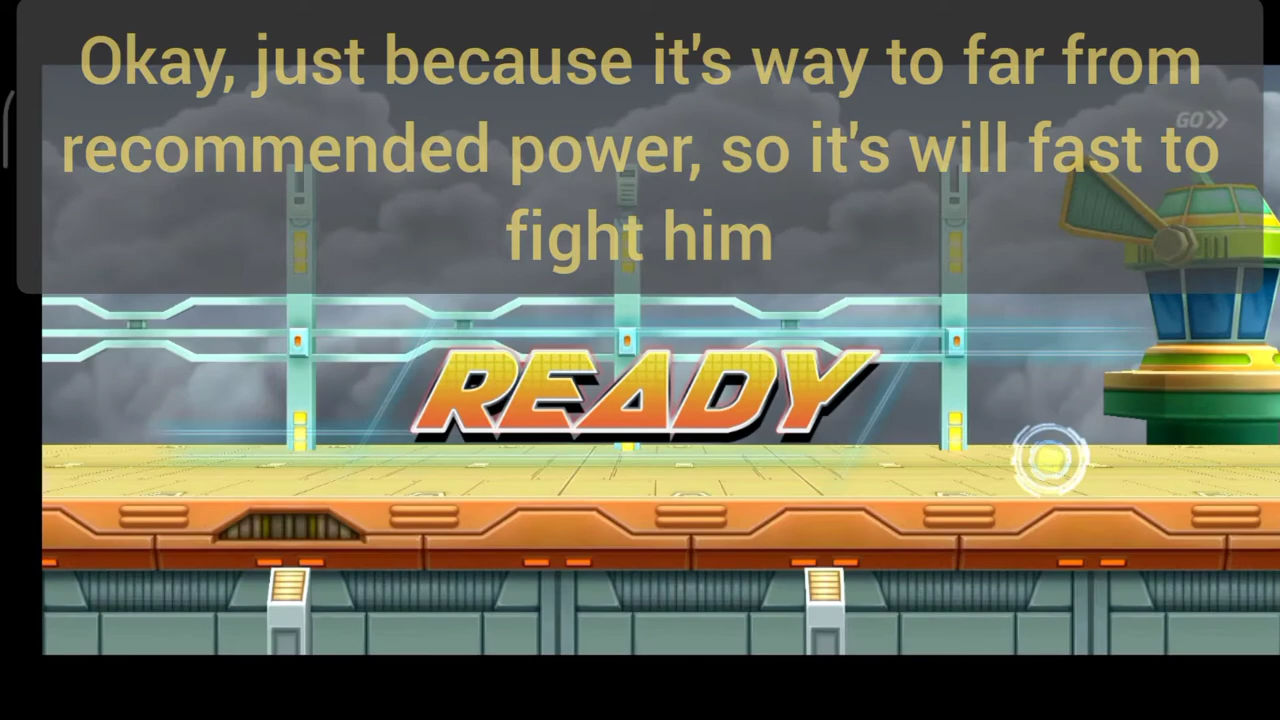 Okay, just because it's way to far from
recommended power, so it's will fast to
fight him
GO
READY